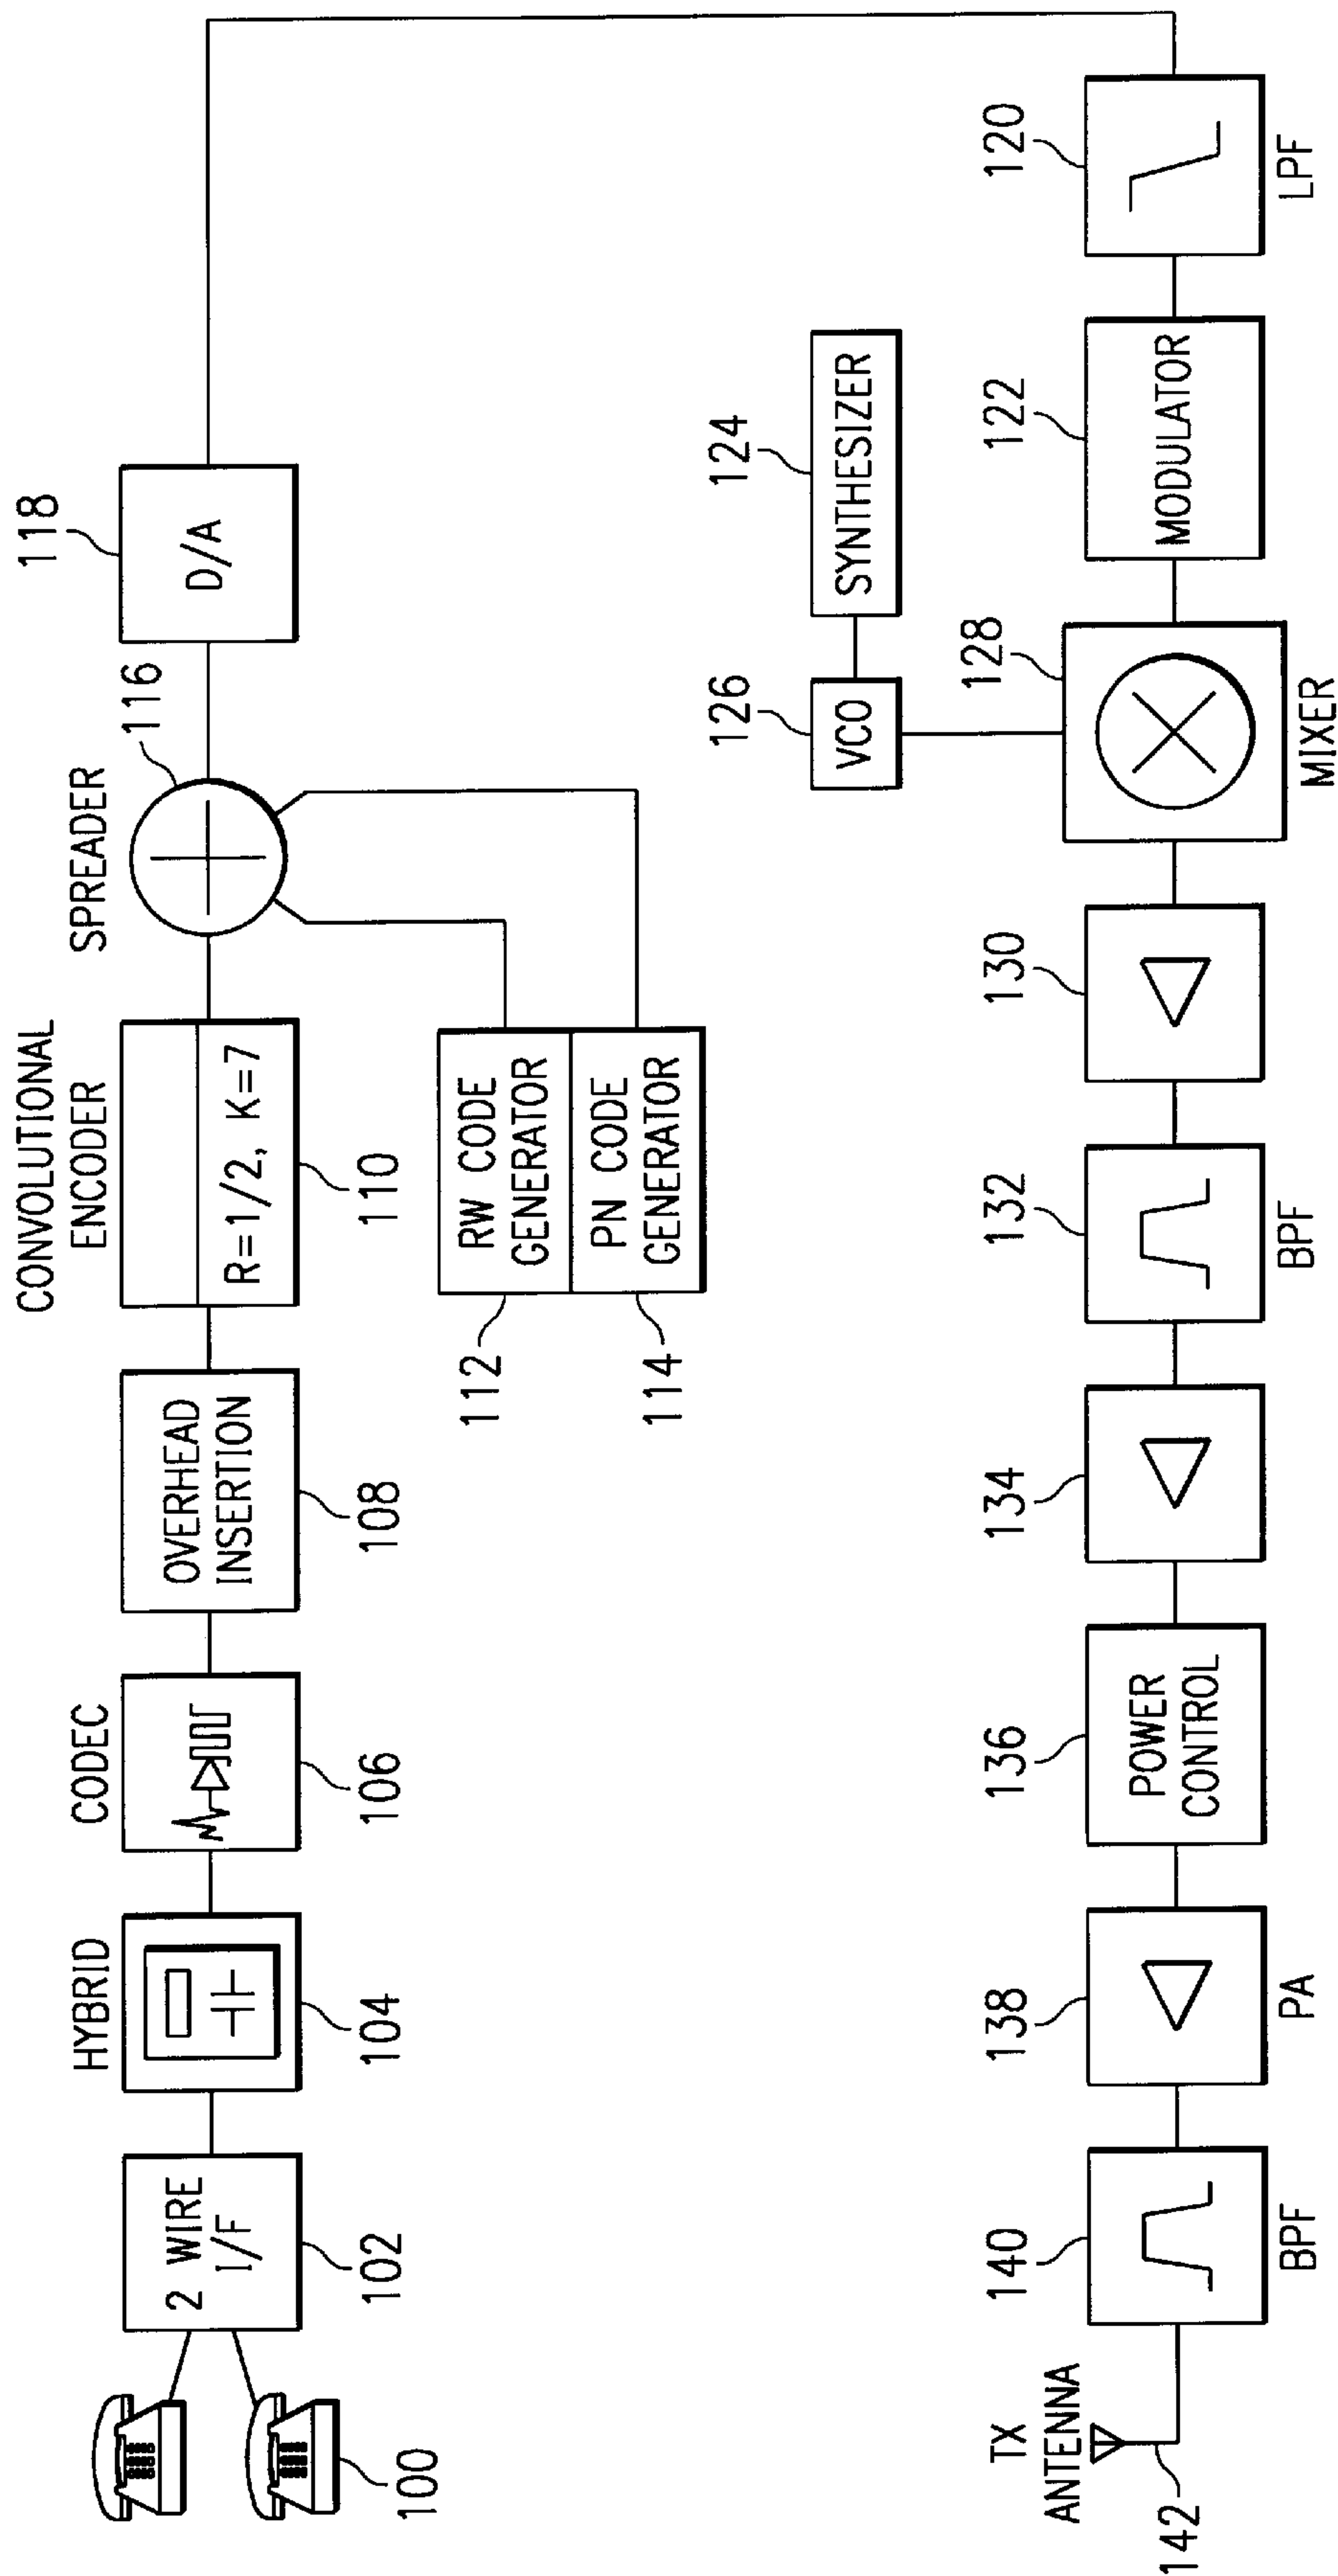 100
2 WIRE
I/F
102
HYBRID
104
CODEC
106
OVERHEAD
INSERTION
108
CONVOLUTIONAL
ENCODER
R=1/2, K=7
110
RW CODE
GENERATOR
112
PN CODE
GENERATOR
114
SPREADER
116
118
D/A
120
LPF
122
MODULATOR
124
SYNTHESIZER
126
VCO
128
MIXER
130
132
BPF
134
136
POWER
CONTROL
138
PA
140
BPF
TX
ANTENNA
142